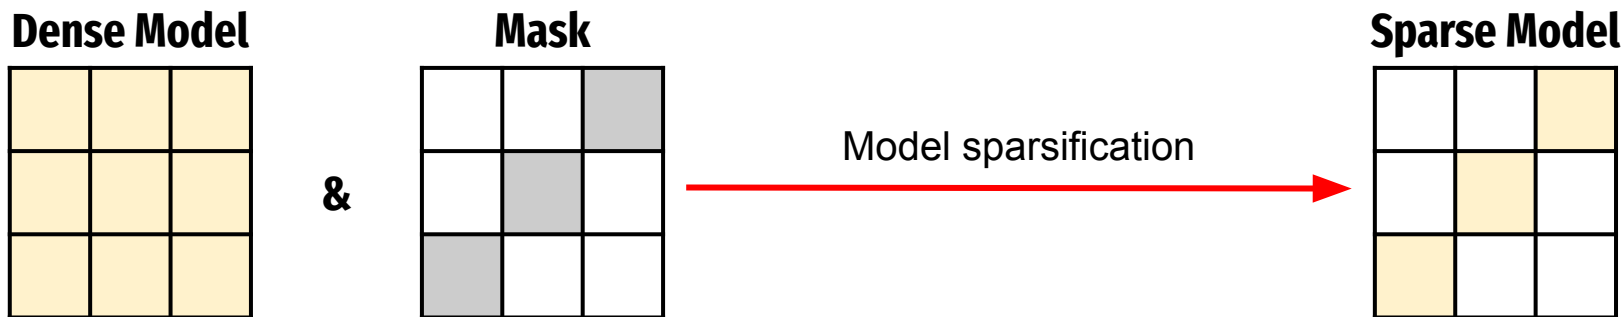 Dense Model
Mask
Sparse Model
&
Model sparsification